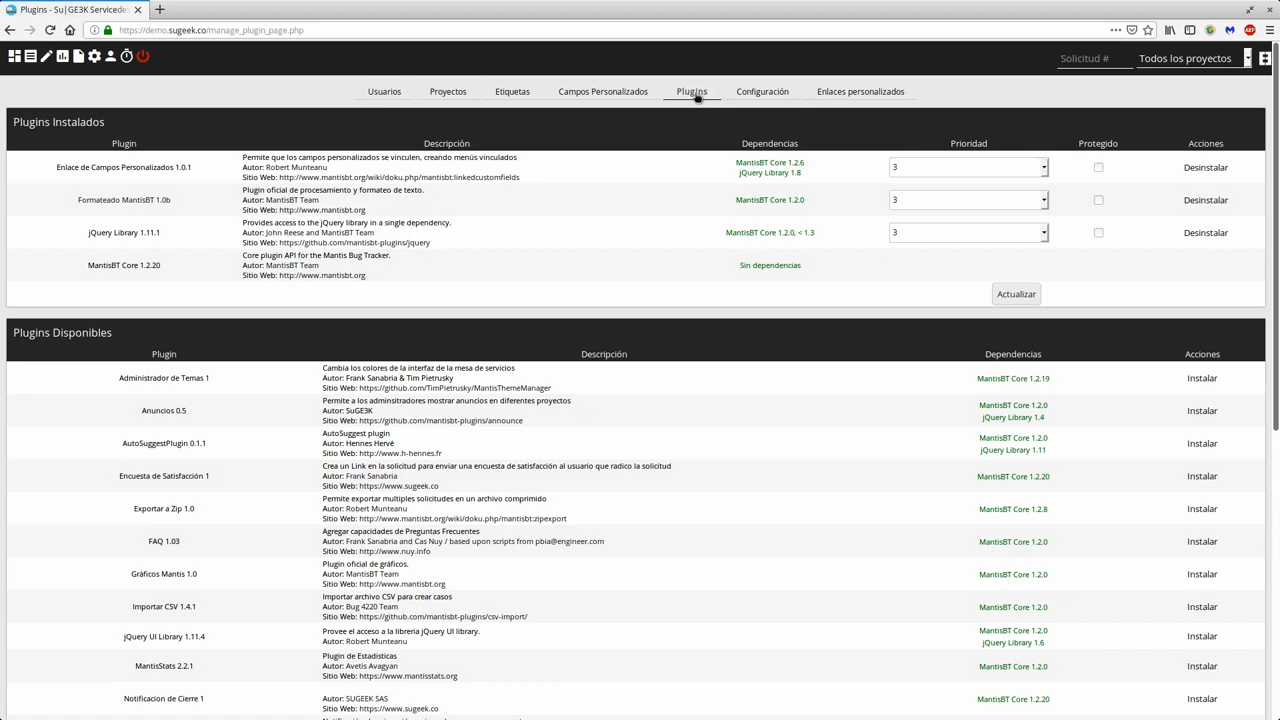 Plugins - Su|GE3K Servicedes
https://demo.sugeek.co/manage_plugin_page.php
ABP
Solicitud #
Todos los proyectos
Usuarios
Proyectos
Etiquetas
Campos Personalizados
Plugins
Configuración
Enlaces personalizados
Plugins Instalados
Plugin Descripción Dependencias Prioridad Protegido Acciones
Enlace de Campos Personalizados 1.0.1
Permite que los campos personalizados se vinculen, creando menús vinculados
Autor: Robert Munteanu
Sitio Web: http://www.mantisbt.org/wiki/doku.php/mantisbt:linkedcustomfields
MantisBT Core 1.2.6
jQuery Library 1.8
3
Desinstalar
Formateado MantisBT 1.0b
Plugin oficial de procesamiento y formateo de texto.
Autor: MantisBT Team
Sitio Web: http://www.mantisbt.org
MantisBT Core 1.2.0
3
Desinstalar
jQuery Library 1.11.1
Provides access to the jQuery library in a single dependency.
Autor: John Reese and MantisBT Team
Sitio Web: https://github.com/mantisbt-plugins/jquery
MantisBT Core 1.2.0, < 1.3
3
Desinstalar
MantisBT Core 1.2.20
Core plugin API for the Mantis Bug Tracker.
Autor: MantisBT Team
Sitio Web: http://www.mantisbt.org
Sin dependencias
Actualizar
Plugins Disponibles
Plugin Descripción Dependencias Acciones
Administrador de Temas 1
Cambia los colores de la interfaz de la mesa de servicios
Autor: Frank Sanabria & Tim Pietrusky
Sitio Web: https://github.com/TimPietrusky/MantisThemeManager
MantisBT Core 1.2.19
Instalar
Anuncios 0.5
Permite a los adminsitradores mostrar anuncios en diferentes proyectos
Autor: SuGE3K
Sitio Web: https://github.com/mantisbt-plugins/announce
MantisBT Core 1.2.0
jQuery Library 1.4
Instalar
AutoSuggestPlugin 0.1.1
AutoSuggest plugin
Autor: Hennes Hervé
Sitio Web: http://www.h-hennes.fr
MantisBT Core 1.2.0
jQuery Library 1.11
Instalar
Encuesta de Satisfacción 1
Crea un Link en la solicitud para enviar una encuesta de satisfacción al usuario que radico la solicitud
Autor: Frank Sanabria
Sitio Web: https://www.sugeek.co
MantisBT Core 1.2.20
Instalar
Exportar a Zip 1.0
Permite exportar multiples solicitudes en un archivo comprimido
Autor: Robert Munteanu
Sitio Web: http://www.mantisbt.org/wiki/doku.php/mantisbt:zipexport
MantisBT Core 1.2.8
Instalar
FAQ 1.03
Agregar capacidades de Preguntas Frecuentes
Autor: Frank Sanabria and Cas Nuy / based upon scripts from pbia@engineer.com
Sitio Web: http://www.nuy.info
MantisBT Core 1.2.0
Instalar
Gráficos Mantis 1.0
Plugin oficial de gráficos.
Autor: MantisBT Team
Sitio Web: http://www.mantisbt.org
MantisBT Core 1.2.0
Instalar
Importar CSV 1.4.1
Importar archivo CSV para crear casos
Autor: Bug 4220 Team
Sitio Web: https://github.com/mantisbt-plugins/csv-import/
MantisBT Core 1.2.0
Instalar
jQuery UI Library 1.11.4
Provee el acceso a la libreria jQuery UI library.
Autor: Robert Munteanu
MantisBT Core 1.2.0
jQuery Library 1.6
Instalar
MantisStats 2.2.1
Plugin de Estadisticas
Autor: Avetis Avagyan
Sitio Web: https://www.mantisstats.org
MantisBT Core 1.2.0
Instalar
Notificacion de Cierre 1
Autor: SUGEEK SAS
Sitio Web: https://www.sugeek.co
MantisBT Core 1.2.20
Instalar